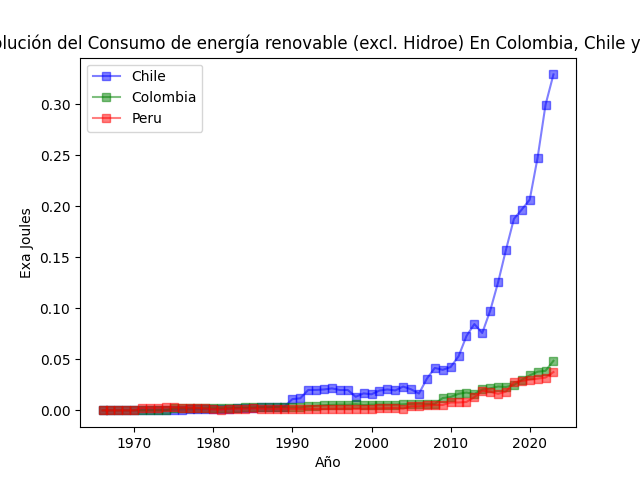 olución del Consumo de energía renovable (excl. Hidroe) En Colombia, Chile y
Chile
Colombia
Peru
Exa Joules
0.30
0.25
0.20
0.15
0.10
0.05
0.00
1970 1980 1990 2000 2010 2020
Año